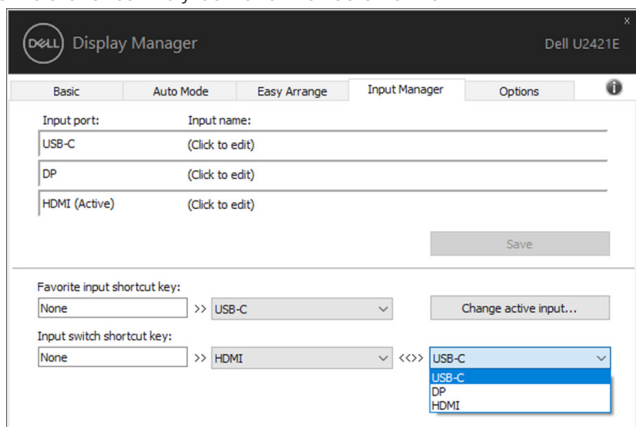 x
DELL Display Manager Dell U2421E
Basic Auto Mode Easy Arrange Input Manager Options i
Input port: Input name:
USB-C (Click to edit)
DP (Click to edit)
HDMI (Active) (Click to edit)
Save
Favorite input shortcut key:
None >> USB-C Change active input...
Input switch shortcut key:
None >> HDMI <<>> USB-C
USB-C
DP
HDMI